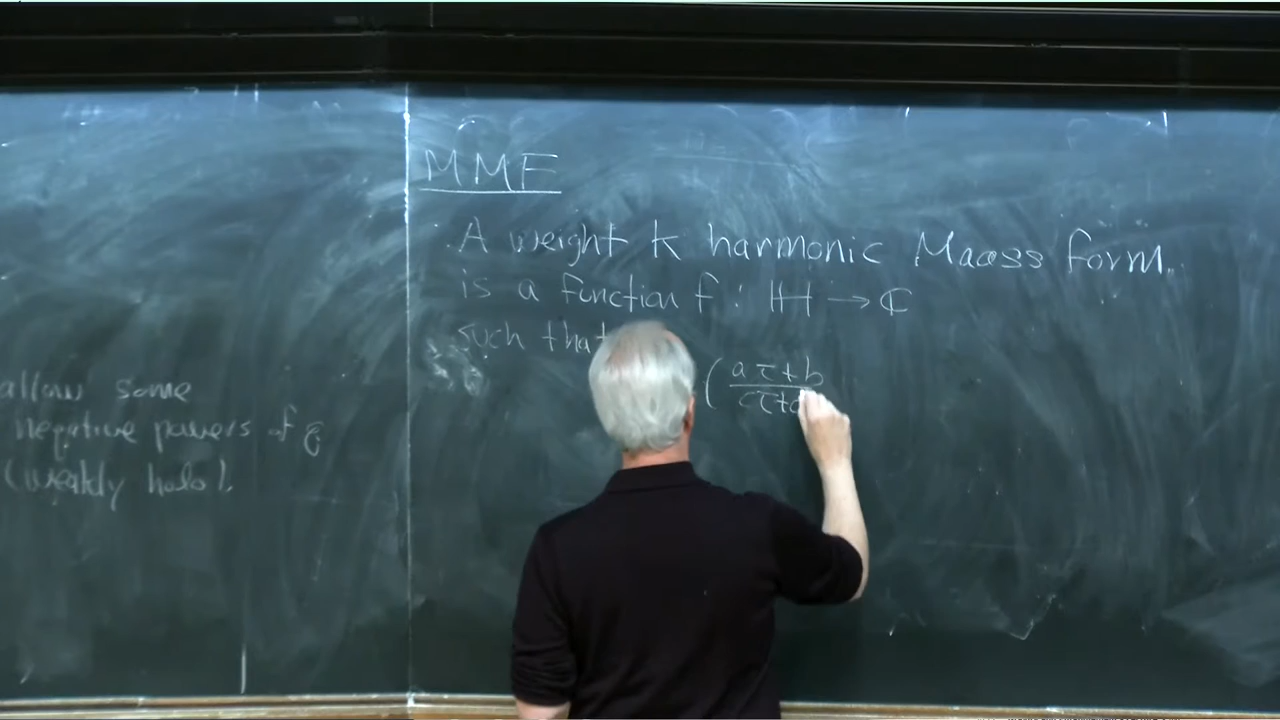 allow some
negative powers of q
(weakly holo).
MMF
A weight k harmonic Maass form
is a function f : ℍ → ℂ
such that
( aτ+b
cτ+d